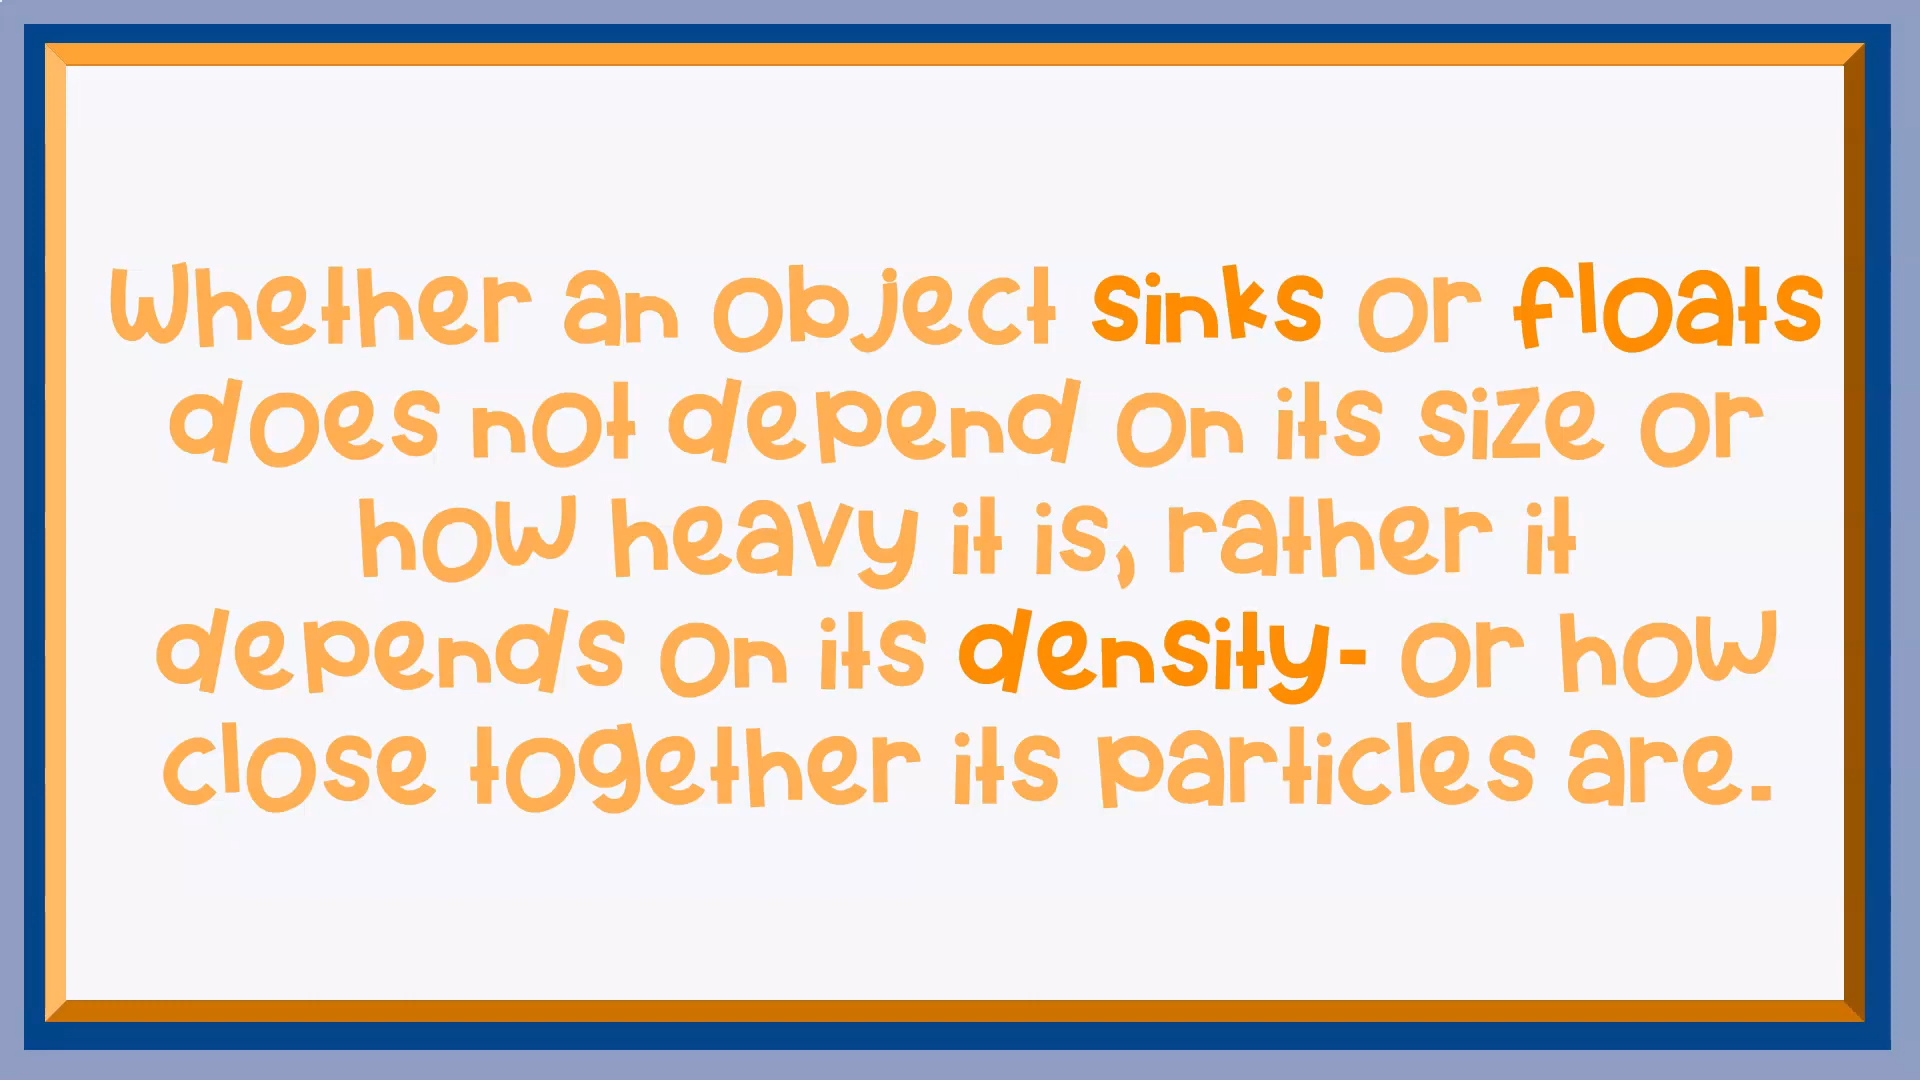 Whether an object sinks or floats
does not depend on its size or
how heavy it is, rather it
depends on its density- or how
close together its particles are.